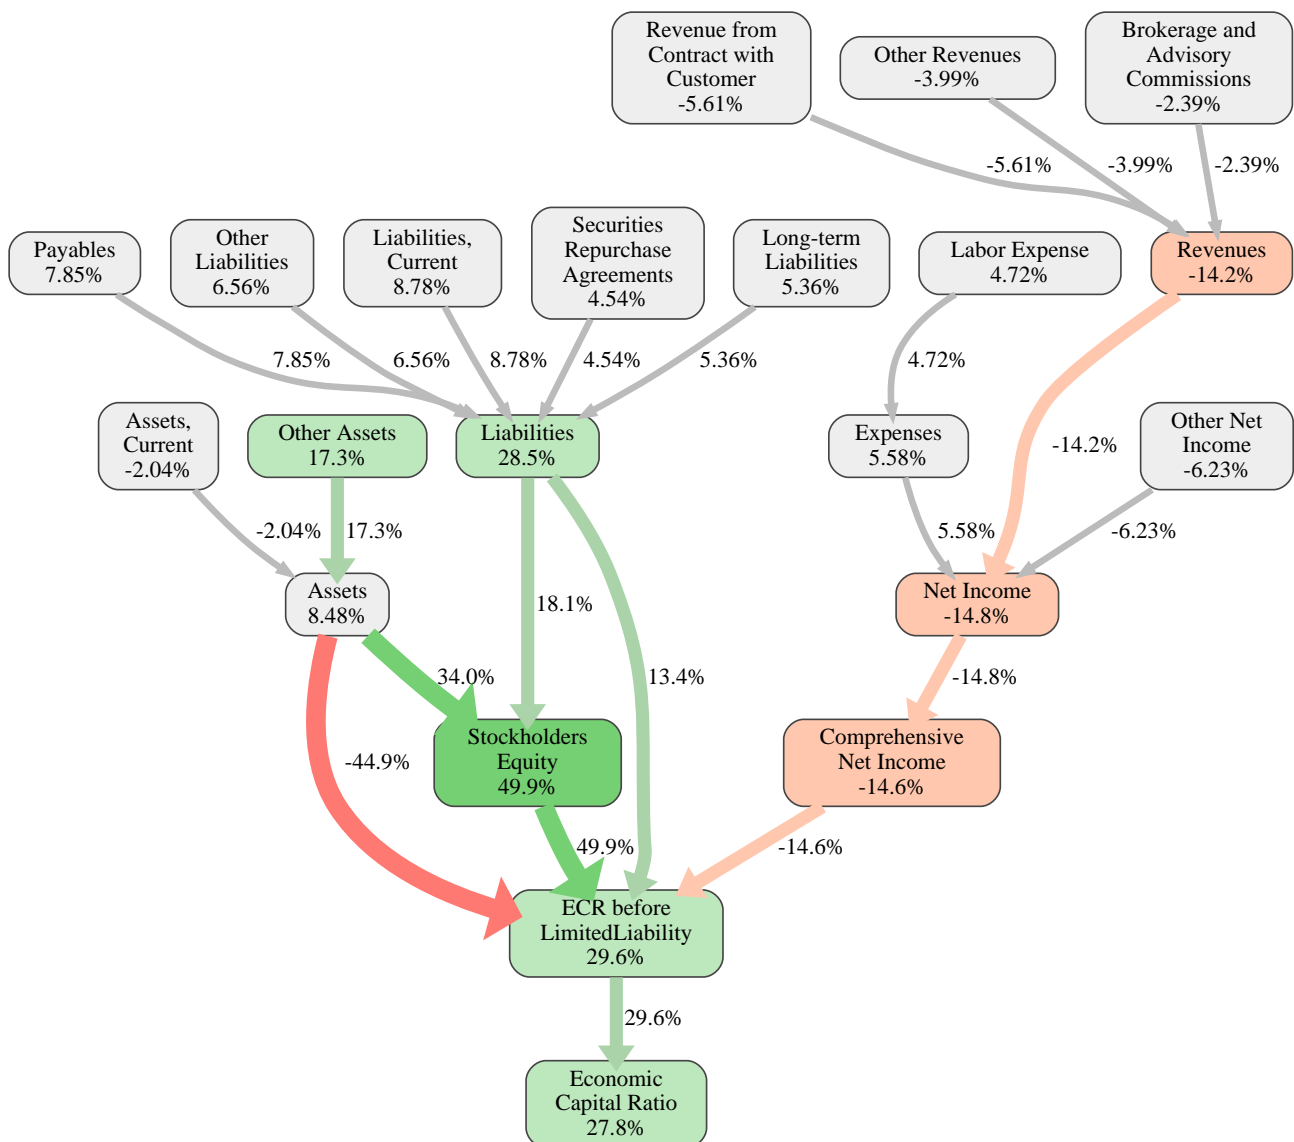 Revenue from
Contract with
Customer
-5.61%
Other Revenues
-3.99%
Brokerage and
Advisory
Commissions
-2.39%
-5.61%
-3.99%
-2.39%
Payables
7.85%
Other
Liabilities
6.56%
Liabilities,
Current
8.78%
Securities
Repurchase
Agreements
4.54%
Long-term
Liabilities
5.36%
Labor Expense
4.72%
Revenues
-14.2%
7.85%
6.56%
8.78%
4.54%
5.36%
4.72%
-14.2%
Assets,
Current
-2.04%
Other Assets
17.3%
Liabilities
28.5%
Expenses
5.58%
Other Net
Income
-6.23%
-2.04%
17.3%
18.1%
13.4%
5.58%
-6.23%
Assets
8.48%
Net Income
-14.8%
34.0%
-44.9%
-14.8%
Stockholders
Equity
49.9%
Comprehensive
Net Income
-14.6%
49.9%
-14.6%
ECR before
LimitedLiability
29.6%
29.6%
Economic
Capital Ratio
27.8%